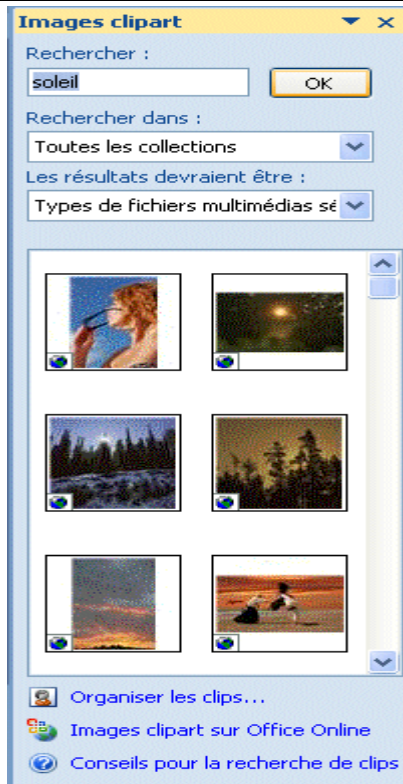 Images clipart
Rechercher :
soleil
OK
Rechercher dans :
Toutes les collections
Les résultats devraient être :
Types de fichiers multimédias sé
Organiser les clips...
Images clipart sur Office Online
Conseils pour la recherche de clips